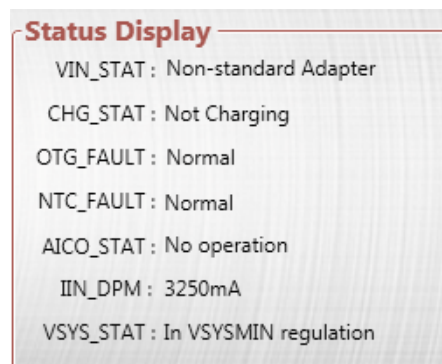 Status Display
VIN_STAT : Non-standard Adapter
CHG_STAT : Not Charging
OTG_FAULT : Normal
NTC_FAULT : Normal
AICO_STAT : No operation
IIN_DPM : 3250mA
VSYS_STAT : In VSYSMIN regulation